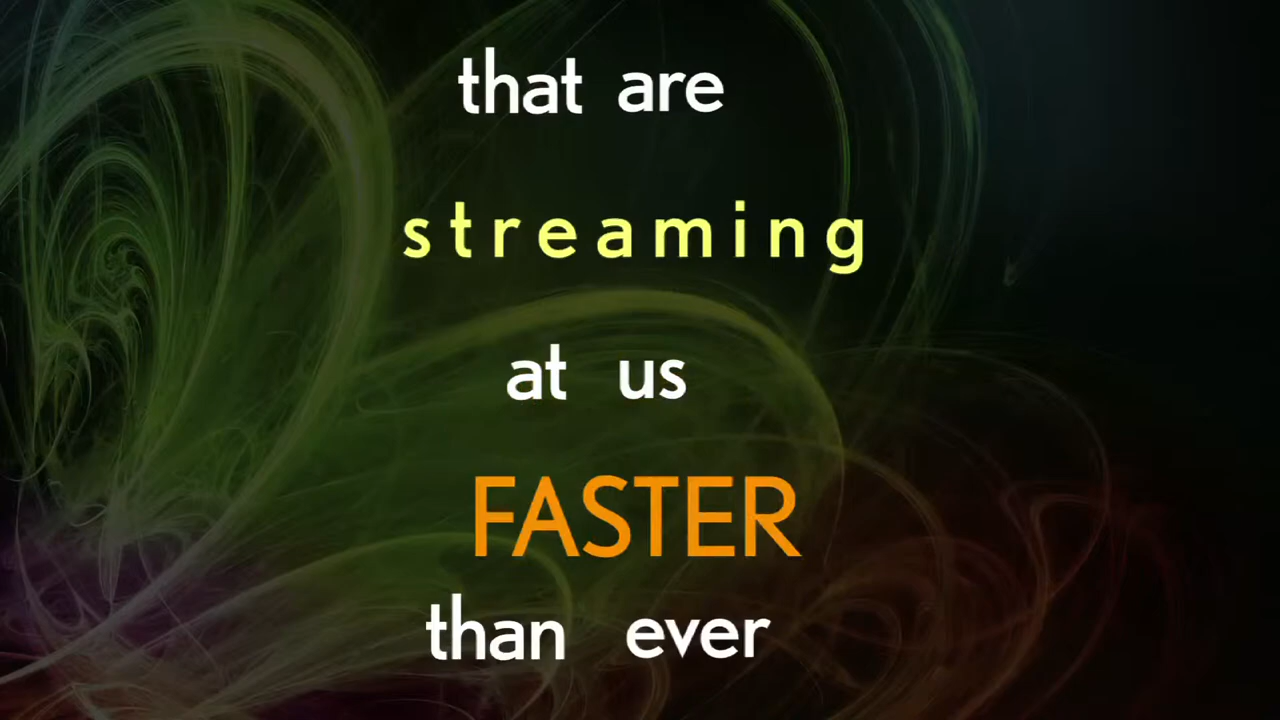 that are
streaming
at us
FASTER
than ever